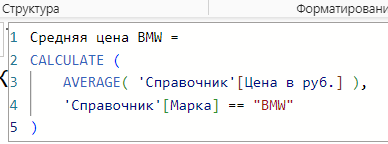 Структура
Форматировани
1 Средняя цена BMW =
2 CALCULATE (
3 AVERAGE( 'Справочник'[Цена в руб.] ),
4 'Справочник'[Марка] == "BMW"
5 )